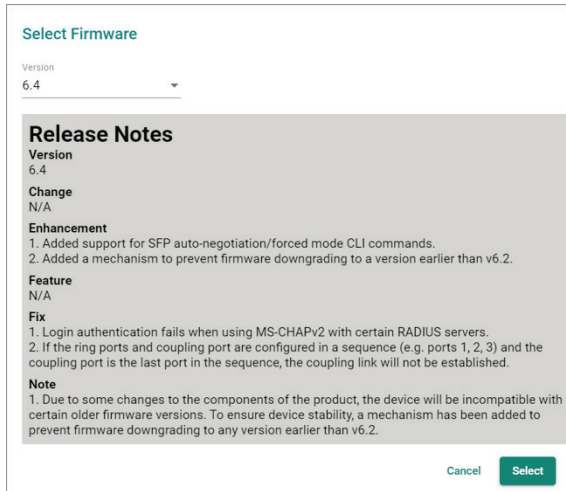 Select Firmware
Version
6.4
Release Notes
Version
6.4
Change
N/A
Enhancement
1. Added support for SFP auto-negotiation/forced mode CLI commands.
2. Added a mechanism to prevent firmware downgrading to a version earlier than v6.2.
Feature
N/A
Fix
1. Login authentication fails when using MS-CHAPv2 with certain RADIUS servers.
2. If the ring ports and coupling port are configured in a sequence (e.g. ports 1, 2, 3) and the
coupling port is the last port in the sequence, the coupling link will not be established.
Note
1. Due to some changes to the components of the product, the device will be incompatible with
certain older firmware versions. To ensure device stability, a mechanism has been added to
prevent firmware downgrading to any version earlier than v6.2.
Cancel
Select